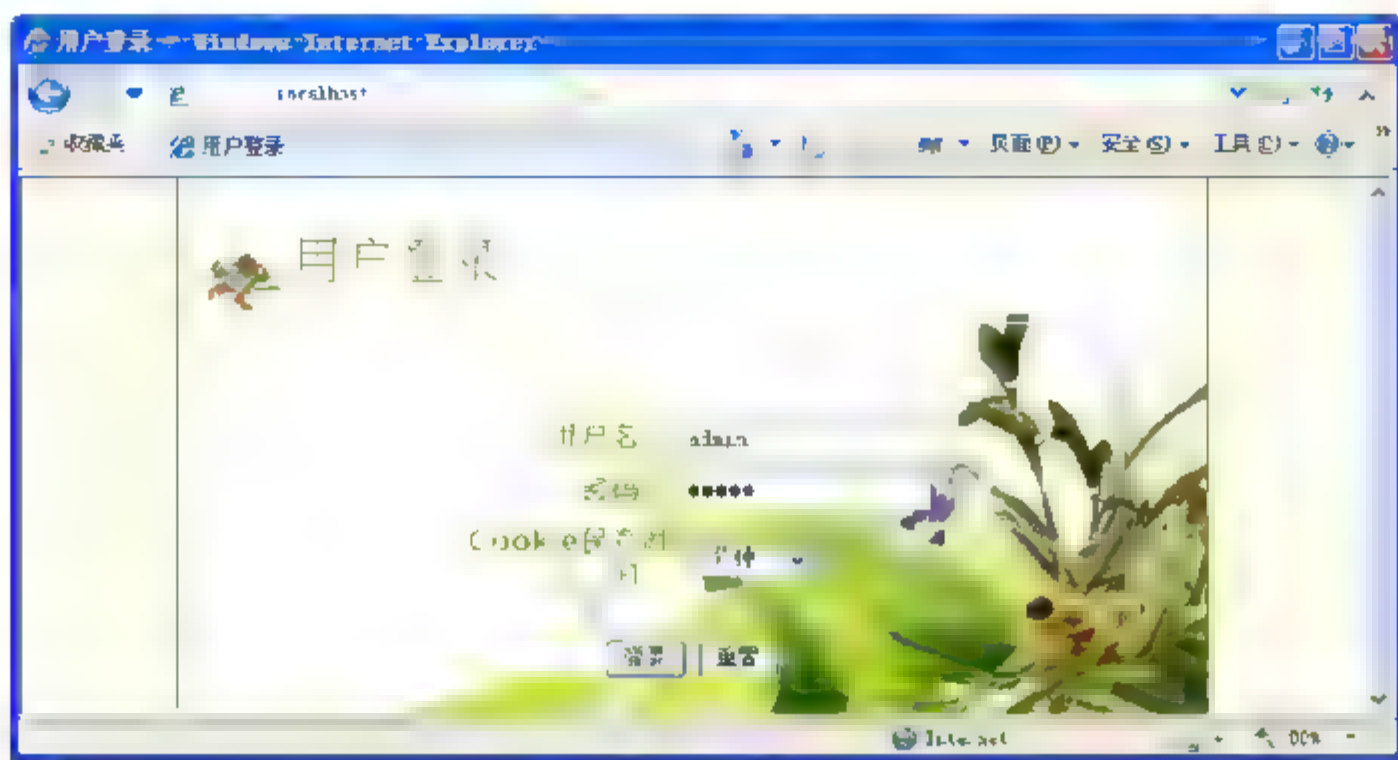 用户登录 - Windows Internet Explorer
localhost
收藏夹 用户登录 页面(P) 安全(S) 工具(O)
用户登录
用户名 admin
密码 •••••
Cookie保存时
间
登录 重置
Internet